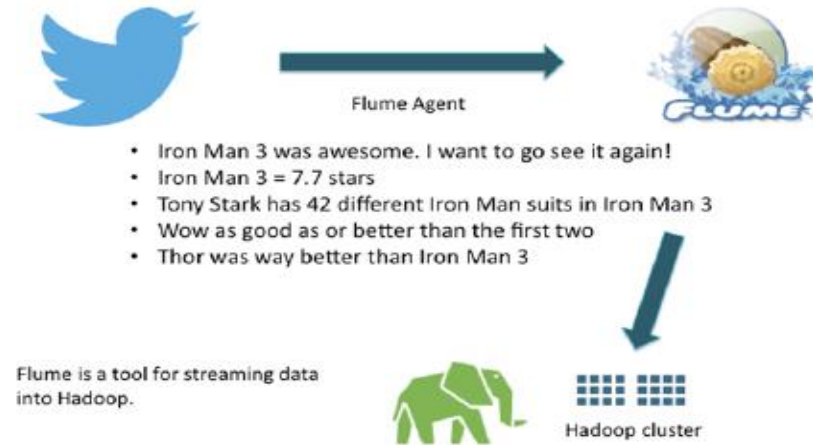 Flume Agent
FLUME
• Iron Man 3 was awesome. I want to go see it again!
• Iron Man 3 = 7.7 stars
• Tony Stark has 42 different Iron Man suits in Iron Man 3
• Wow as good as or better than the first two
• Thor was way better than Iron Man 3
Flume is a tool for streaming data
into Hadoop.
Hadoop cluster